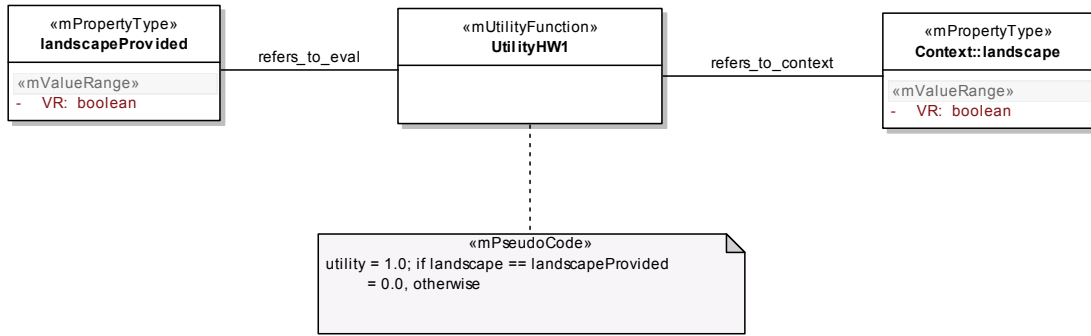 «mPropertyType»
landscapeProvided
«mValueRange»
- VR: boolean
refers_to_eval
«mUtilityFunction»
UtilityHW1
refers_to_context
«mPropertyType»
Context::landscape
«mValueRange»
- VR: boolean
«mPseudoCode»
utility = 1.0; if landscape == landscapeProvided
= 0.0, otherwise